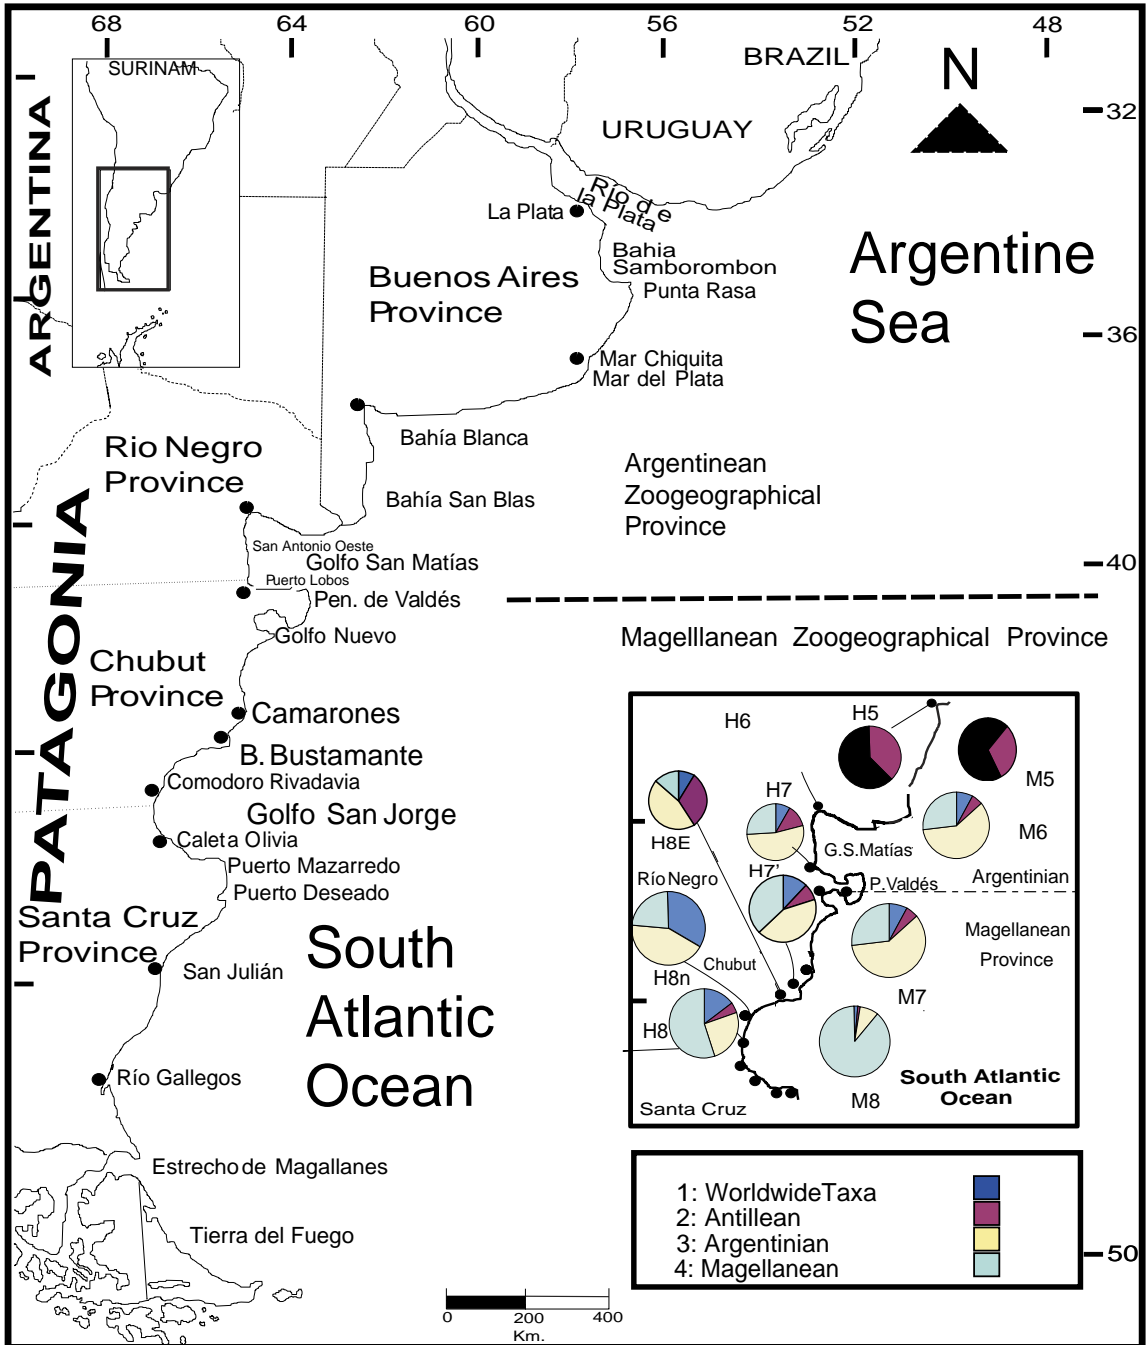 68
64
60
56
52
48
SURINAM
BRAZIL
N
32
URUGUAY
ARGENTINA
Río de
la Plata
La Plata
Bahia
Samborombon
Punta Rasa
Argentine
Sea
Buenos Aires
Province
36
Mar Chiquita
Mar del Plata
Bahía Blanca
Rio Negro
Province
Argentinean
Zoogeographical
Province
Bahía San Blas
San Antonio Oeste
Golfo San Matías
40
Puerto Lobos
Pen. de Valdés
PATAGONIA
Golfo Nuevo
Magelllanean Zoogeographical Province
Chubut
Province
Camarones
B. Bustamante
Comodoro Rivadavia
Golfo San Jorge
Caleta Olivia
Puerto Mazarredo
Puerto Deseado
Santa Cruz
Province
San Julián
South
Atlantic
Ocean
Río Gallegos
Estrecho de Magallanes
Tierra del Fuego
H6
H5
M5
H7
H8E
M6
G.S.Matías
H7’
Río Negro
P.Valdés
Argentinian
Magellanean
Province
H8n
Chubut
M7
H8
South Atlantic
Ocean
M8
Santa Cruz
1: WorldwideTaxa
2: Antillean
3: Argentinian
4: Magellanean
50
0 200 400
Km.